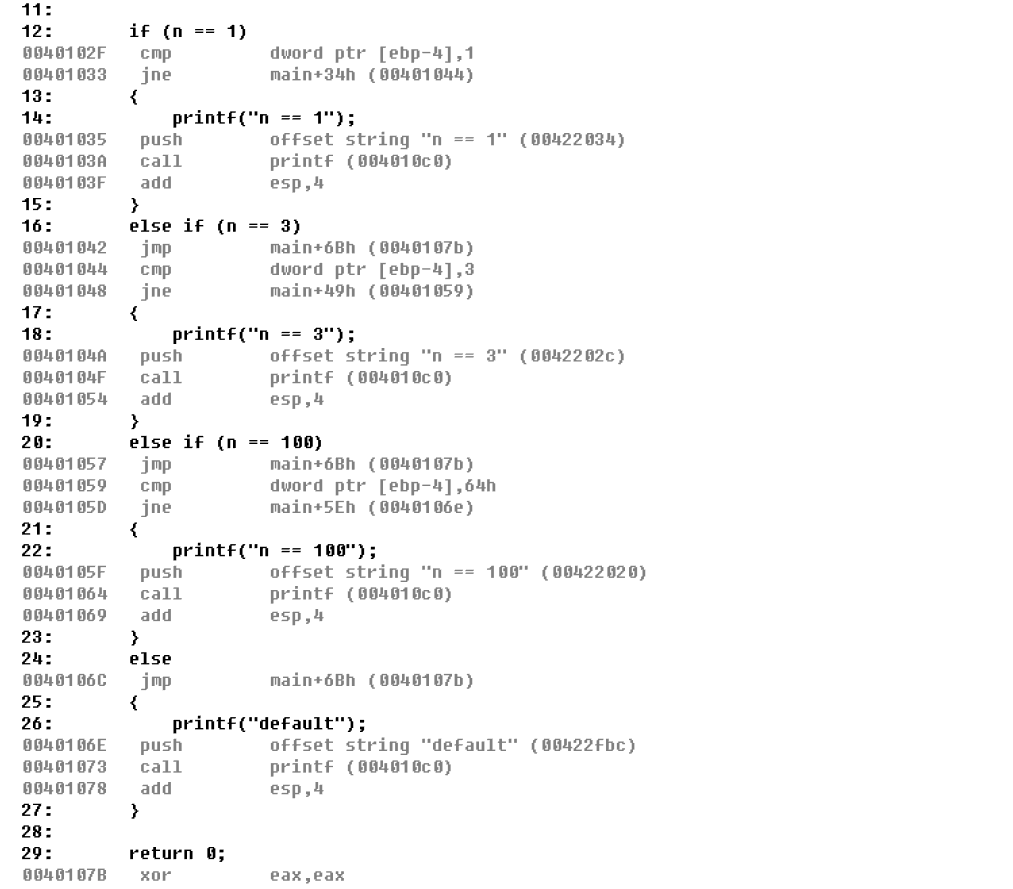 11:
12: if (n == 1)
0040102F cmp dword ptr [ebp-4],1
00401033 jne main+34h (00401044)
13: {
14: printf("n == 1");
00401035 push offset string "n == 1" (00422034)
0040103A call printf (004010c0)
0040103F add esp,4
15: }
16: else if (n == 3)
00401042 jmp main+6Bh (0040107b)
00401044 cmp dword ptr [ebp-4],3
00401048 jne main+49h (00401059)
17: {
18: printf("n == 3");
0040104A push offset string "n == 3" (0042202c)
0040104F call printf (004010c0)
00401054 add esp,4
19: }
20: else if (n == 100)
00401057 jmp main+6Bh (0040107b)
00401059 cmp dword ptr [ebp-4],64h
0040105D jne main+5Eh (0040106e)
21: {
22: printf("n == 100");
0040105F push offset string "n == 100" (00422020)
00401064 call printf (004010c0)
00401069 add esp,4
23: }
24: else
0040106C jmp main+6Bh (0040107b)
25: {
26: printf("default");
0040106E push offset string "default" (00422fbc)
00401073 call printf (004010c0)
00401078 add esp,4
27: }
28:
29: return 0;
0040107B xor eax,eax